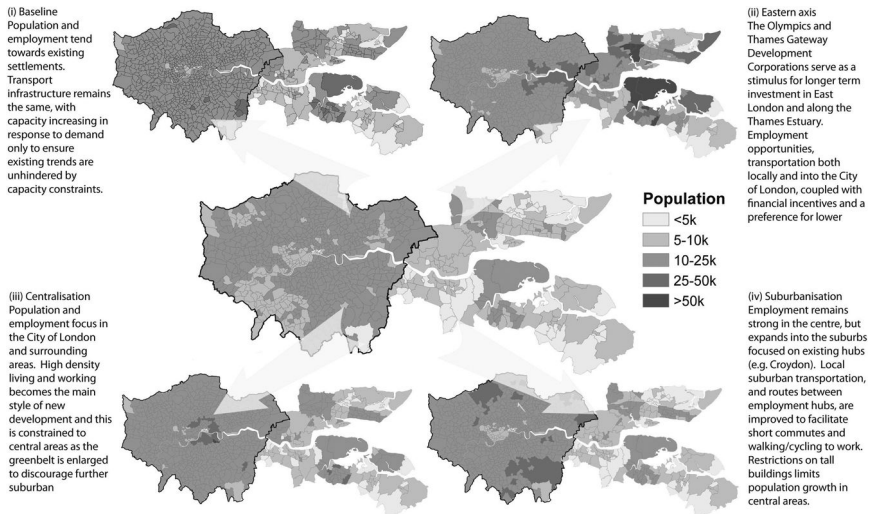 (i) Baseline
Population and
employment tend
towards existing
settlements.
Transport
infrastructure remains
the same, with
capacity increasing in
response to demand
only to ensure
existing trends are
unhindered by
capacity constraints.
(ii) Eastern axis
The Olympics and
Thames Gateway
Development
Corporations serve as a
stimulus for longer term
investment in East
London and along the
Thames Estuary.
Employment
opportunities,
transportation both
locally and into the City
of London, coupled with
financial incentives and a
preference for lower
Population
<5k
5-10k
10-25k
25-50k
>50k
(iii) Centralisation
Population and
employment focus in
the City of London
and surrounding
areas. High density
living and working
becomes the main
style of new
development and this
is constrained to
central areas as the
greenbelt is enlarged
to discourage further
suburban
(iv) Suburbanisation
Employment remains
strong in the centre, but
expands into the suburbs
focused on existing hubs
(e.g. Croydon). Local
suburban transportation,
and routes between
employment hubs, are
improved to facilitate
short commutes and
walking/cycling to work.
Restrictions on tall
buildings limits
population growth in
central areas.